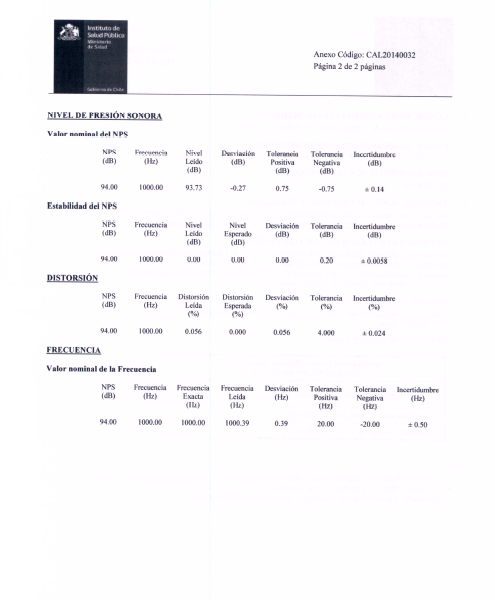 Instituto de
Salud Pública
Ministerio
de Salud
Gobierno de Chile
Anexo Código: CAL20140032
Página 2 de 2 páginas
NIVEL DE PRESIÓN SONORA
Valor nominal del NPS
NPS Frecuencia Nivel Desviación Tolerancia Tolerancia Incertidumbre
(dB) (Hz) Leído (dB) Positiva Negativa (dB)
(dB) (dB) (dB)
94.00 1000.00 93.73 -0.27 0.75 -0.75 ± 0.14
Estabilidad del NPS
NPS Frecuencia Nivel Nivel Desviación Tolerancia Incertidumbre
(dB) (Hz) Leído Esperado (dB) (dB) (dB)
(dB) (dB)
94.00 1000.00 0.00 0.00 0.00 0.20 ± 0.0058
DISTORSIÓN
NPS Frecuencia Distorsión Distorsión Desviación Tolerancia Incertidumbre
(dB) (Hz) Leída Esperada (%) (%) (%)
(%) (%)
94.00 1000.00 0.056 0.000 0.056 4.000 ± 0.024
FRECUENCIA
Valor nominal de la Frecuencia
NPS Frecuencia Frecuencia Frecuencia Desviación Tolerancia Tolerancia Incertidumbre
(dB) (Hz) Exacta Leída (Hz) Positiva Negativa (Hz)
(Hz) (Hz) (Hz) (Hz)
94.00 1000.00 1000.00 1000.39 0.39 20.00 -20.00 ± 0.50